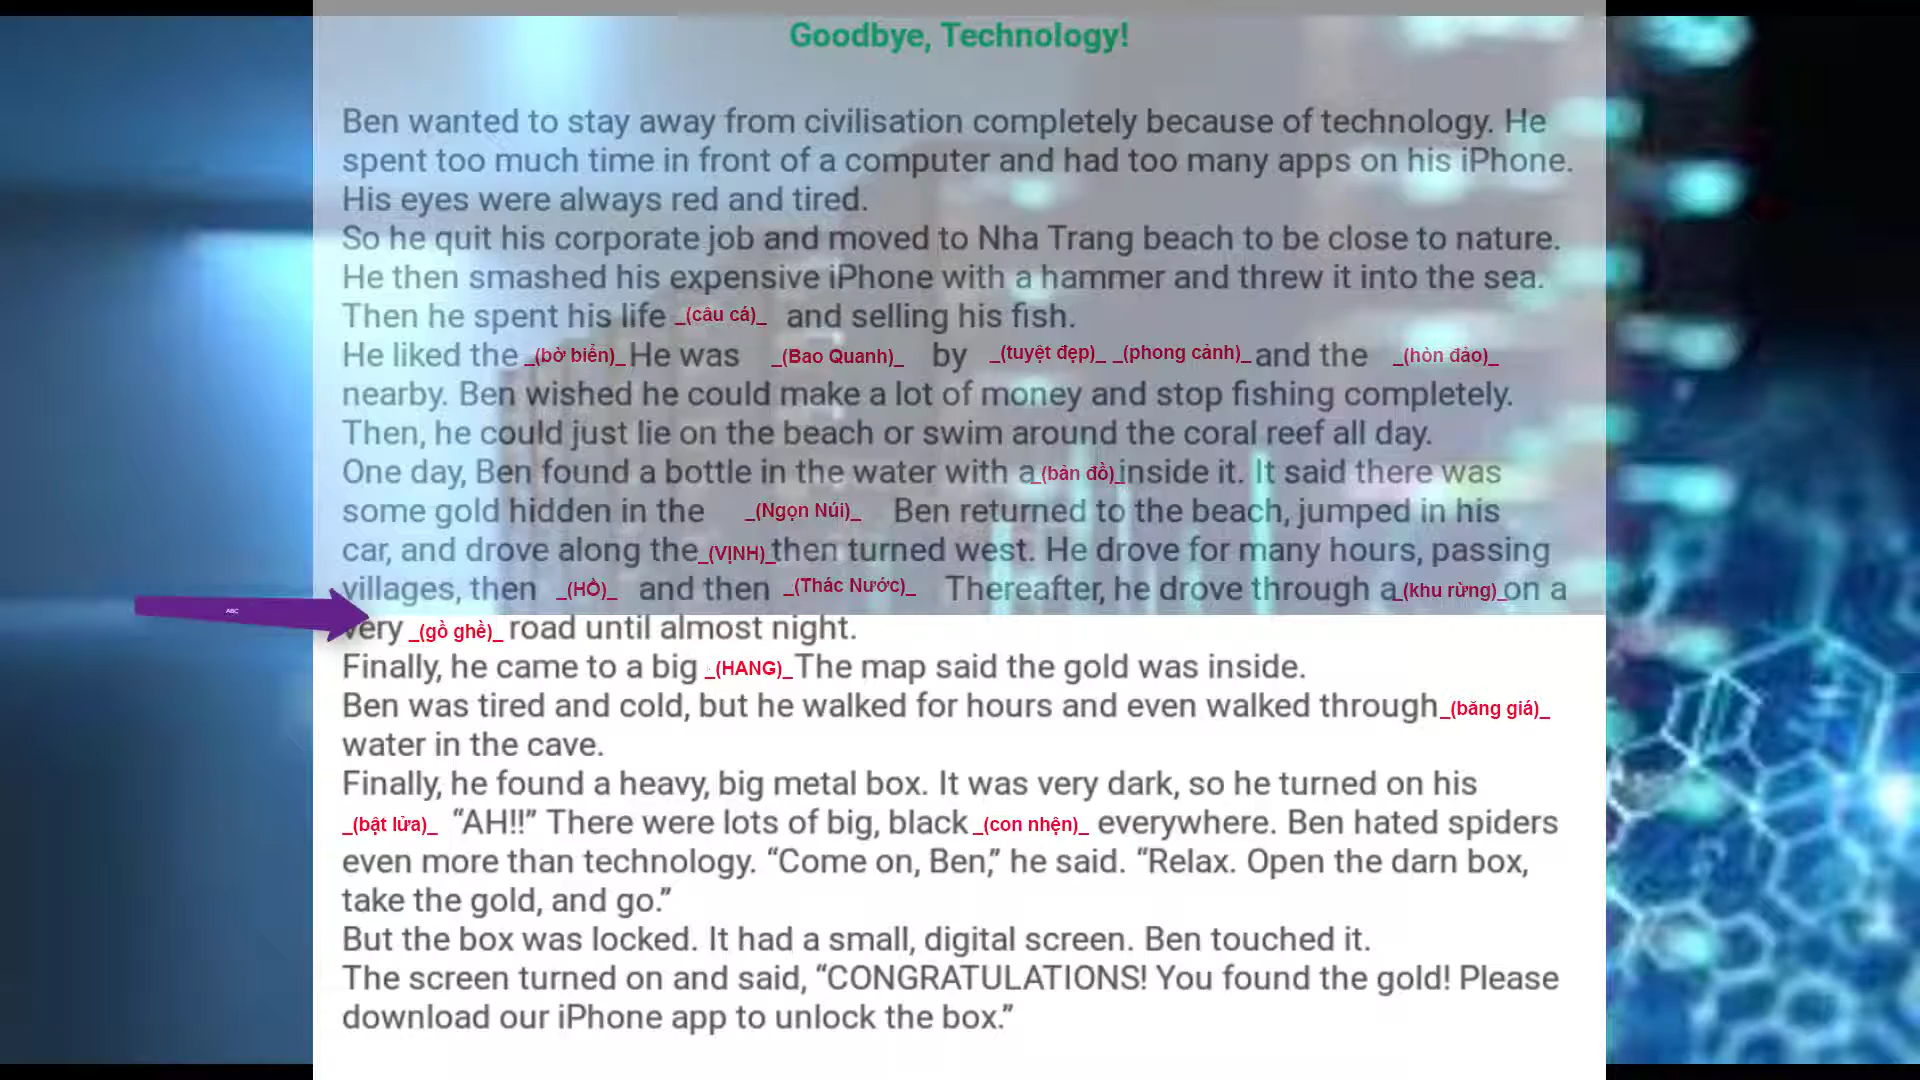 Goodbye, Technology!
Ben wanted to stay away from civilisation completely because of technology. He
spent too much time in front of a computer and had too many apps on his iPhone.
His eyes were always red and tired.
So he quit his corporate job and moved to Nha Trang beach to be close to nature.
He then smashed his expensive iPhone with a hammer and threw it into the sea.
Then he spent his life _(câu cá)_ and selling his fish.
He liked the _(bờ biển)_ He was _(Bao Quanh)_ by _(tuyệt đẹp)_ _(phong cảnh)_ and the _(hòn đảo)_
nearby. Ben wished he could make a lot of money and stop fishing completely.
Then, he could just lie on the beach or swim around the coral reef all day.
One day, Ben found a bottle in the water with a _(bản đồ)_ inside it. It said there was
some gold hidden in the _(Ngọn Núi)_ Ben returned to the beach, jumped in his
car, and drove along the _(VỊNH)_ then turned west. He drove for many hours, passing
villages, then _(HỒ)_ and then _(Thác Nước)_ Thereafter, he drove through a _(khu rừng)_ on a
ABC
very _(gồ ghề)_ road until almost night.
Finally, he came to a big _(HANG)_ The map said the gold was inside.
Ben was tired and cold, but he walked for hours and even walked through _(băng giá)_
water in the cave.
Finally, he found a heavy, big metal box. It was very dark, so he turned on his
_(bật lửa)_ “AH!!” There were lots of big, black _(con nhện)_ everywhere. Ben hated spiders
even more than technology. “Come on, Ben,” he said. “Relax. Open the darn box,
take the gold, and go.”
But the box was locked. It had a small, digital screen. Ben touched it.
The screen turned on and said, “CONGRATULATIONS! You found the gold! Please
download our iPhone app to unlock the box.”